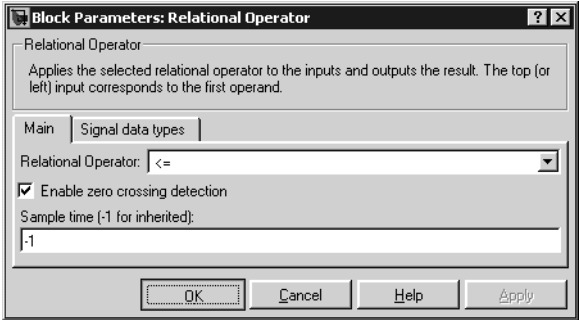 Block Parameters: Relational Operator
Relational Operator
Applies the selected relational operator to the inputs and outputs the result. The top (or
left) input corresponds to the first operand.
Main Signal data types
Relational Operator: <=
Enable zero crossing detection
Sample time (-1 for inherited):
-1
OK Cancel Help Apply